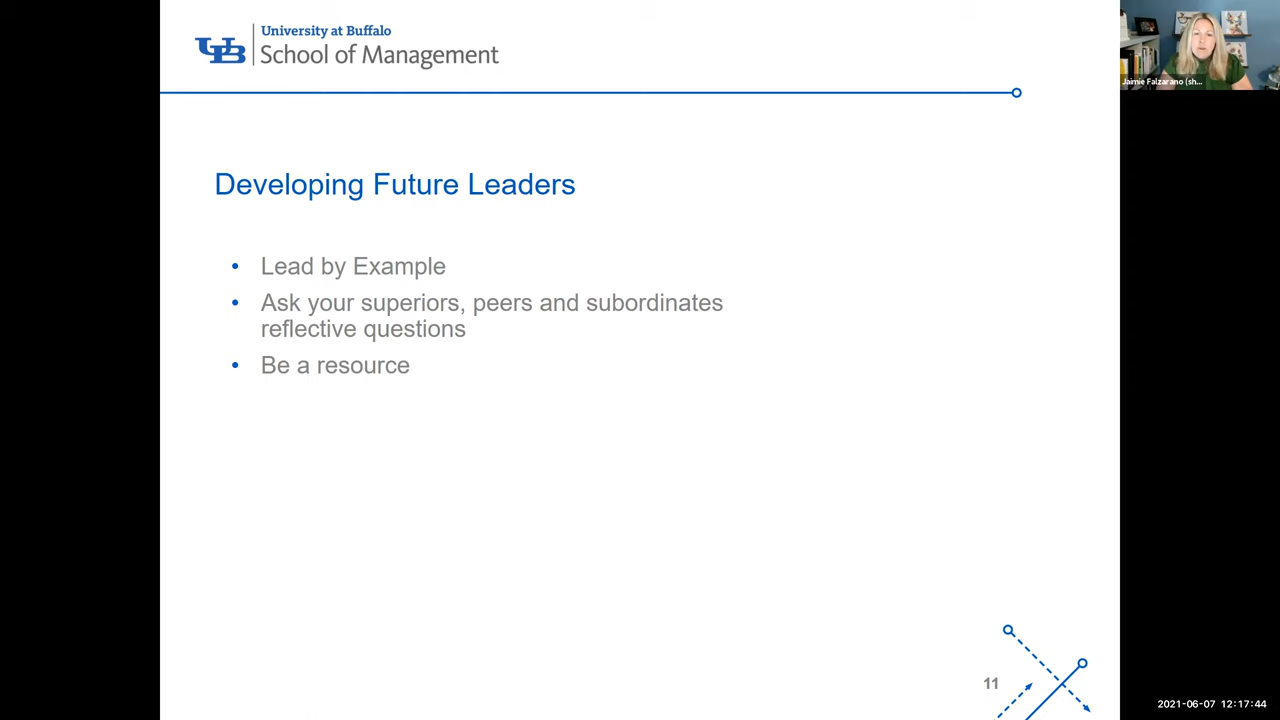 University at Buffalo
School of Management
Jaimie Falzarano (sh...
Developing Future Leaders
• Lead by Example
• Ask your superiors, peers and subordinates
reflective questions
• Be a resource
11
2021-06-07 12:17:44